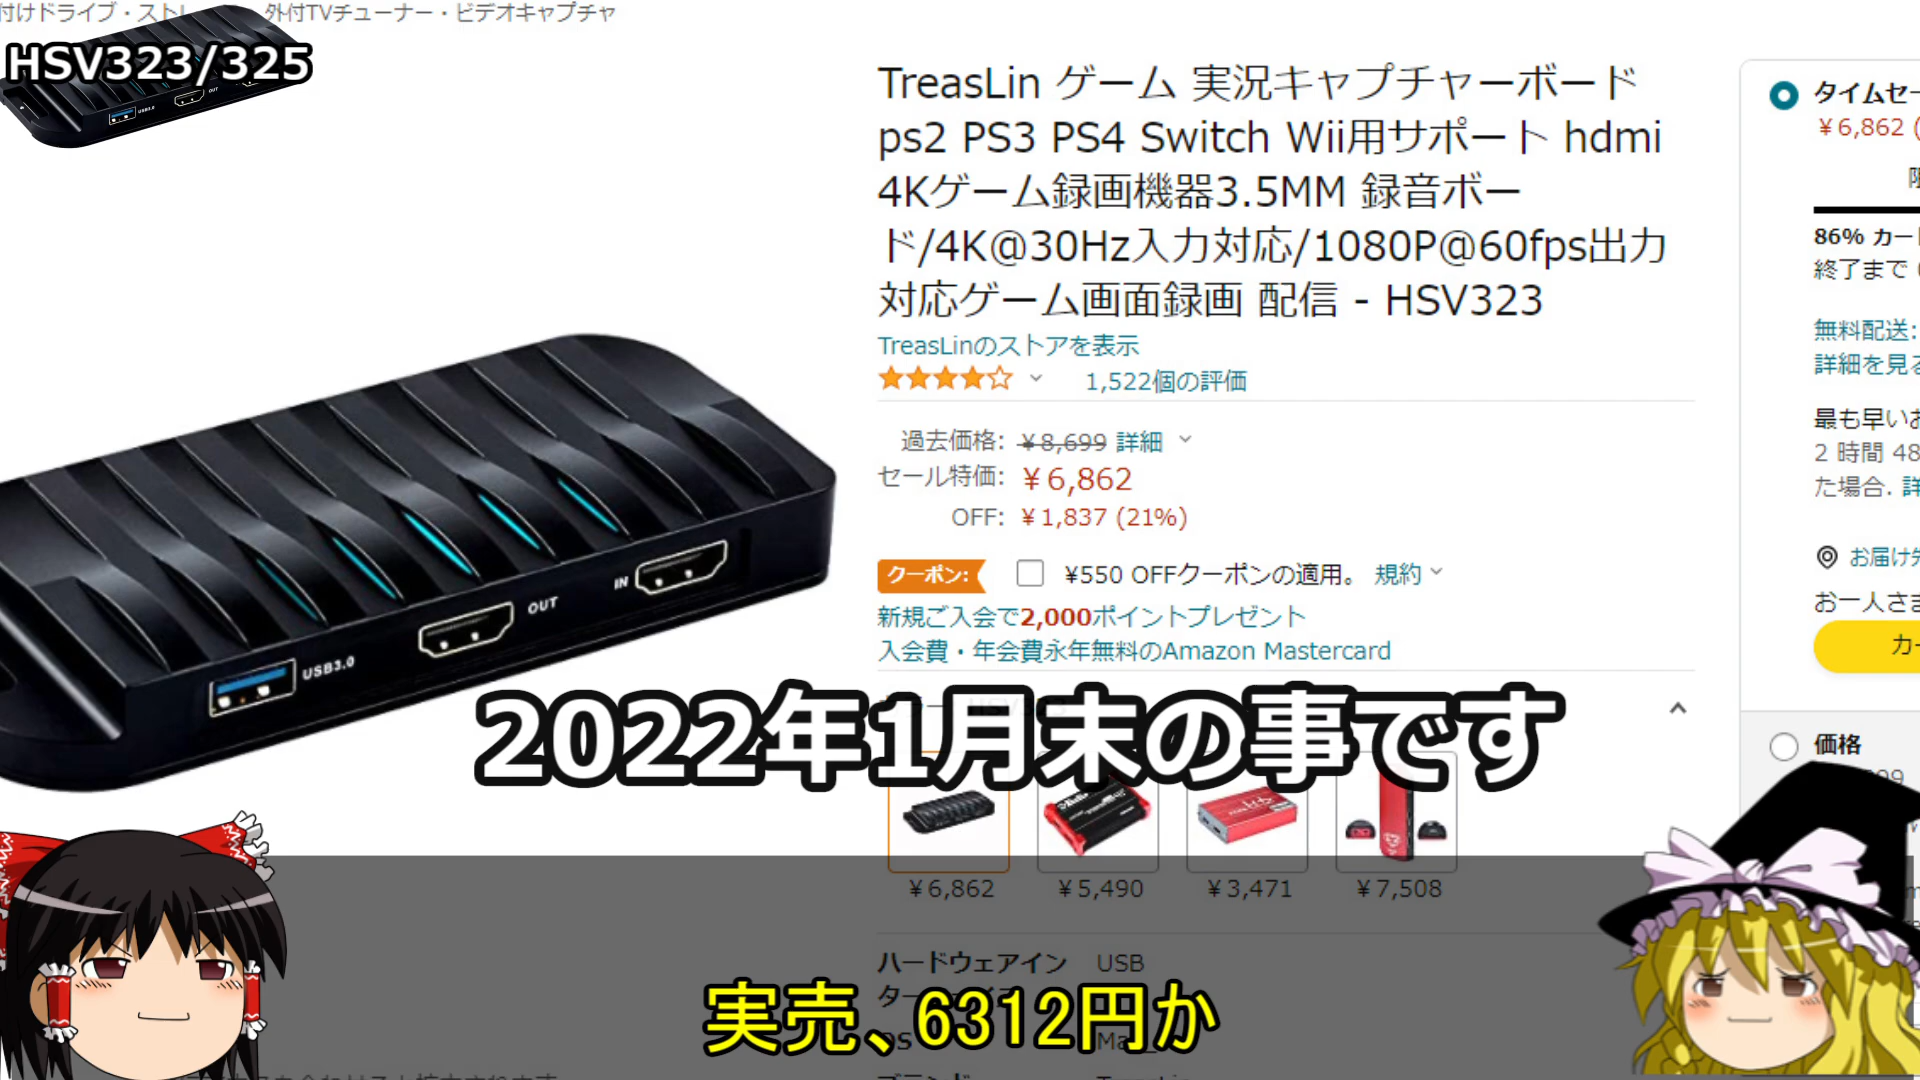 付けドライブ・スト
外付TVチューナー・ビデオキャプチャ
HSV323/325
USB3.0
OUT
TreasLin ゲーム 実況キャプチャーボード
ps2 PS3 PS4 Switch Wii用サポート hdmi
4Kゲーム録画機器3.5MM 録音ボー
ド/4K@30Hz入力対応/1080P@60fps出力
対応ゲーム画面録画 配信 - HSV323
TreasLinのストアを表示
1,522個の評価
過去価格: ￥8,699 詳細
セール特価: ￥6,862
OFF: ￥1,837 (21%)
クーポン: ¥550 OFFクーポンの適用。 規約
新規ご入会で2,000ポイントプレゼント
入会費・年会費永年無料のAmazon Mastercard
IN
OUT
USB3.0
2022年1月末の事です
￥6,862
￥5,490
￥3,471
￥7,508
ハードウェアイン USB
実売、6312円か
タイムセー
￥6,862
86% カー
終了まで
無料配送:
詳細を見る
最も早いお
2 時間 48
た場合. 詳
お届け先
お一人さま
カー
価格